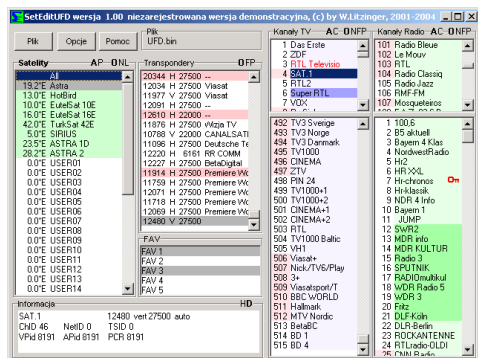 SetEditUFD wersja 1.00 niezarejestrowana wersja demonstracyjna, (c) by W.Litzinger, 2001-2004
Plik
Opcje
Pomoc
Plik
UFD.bin
Satelity AP ONL
All
19.2°E Astra
13.0°E HotBird
10.0°E EutelSat 10E
16.0°E EutelSat 16E
42.0°E TurkSat 42E
5.0°E SIRIUS
23.5°E ASTRA 1D
28.2°E ASTRA 2
0.0°E USER01
0.0°E USER02
0.0°E USER03
0.0°E USER04
0.0°E USER05
0.0°E USER06
0.0°E USER07
0.0°E USER08
0.0°E USER09
0.0°E USER10
0.0°E USER11
0.0°E USER12
0.0°E USER13
0.0°E USER14
Transpondery OFP
20344 H 27500 --
12034 H 27500 Viasat
11977 V 27500 Viasat
12091 H 27500 --
12610 H 22000 --
11876 H 27500 Wizja TV
10788 V 22000 CANALSATI
11096 H 27500 Deutsche Te
12220 H 6161 RR COMM
12227 H 27500 BetaDigital
11914 H 27500 Premiere Wo
11759 H 27500 Premiere Wo
12071 H 27500 Premiere Wo
11718 H 27500 Premiere Wo
12069 H 27500 Premiere Wo
12480 V 27500
FAV
FAV 1
FAV 2
FAV 3
FAV 4
FAV 5
Informacja HD
SAT.1 12480 vert 27500 auto
ChID 46 NetID 0 TSID 0
VPid 8191 APid 8191 PCR 8191
Kanały TV AC ONFP
1 Das Erste
2 ZDF
3 RTL Televisio
4 SAT.1
5 RTL2
6 Super RTL
7 VOX
492 TV3 Sverige
493 TV3 Norge
494 TV3 Danmark
495 TV1000
496 CINEMA
497 ZTV
498 PIN 24
499 TV1000+1
500 TV1000+2
501 CINEMA+1
502 CINEMA+2
503 RTL
504 TV1000 Baltic
505 VH1
506 Viasat+
507 Nick/TV6/Play
508 3+
509 Viasatsport/T
510 BBC WORLD
511 Hallmark
512 MTV Nordic
513 BetaBC
514 BD 1
515 BD 4
Kanały Radio AC ONFP
101 Radio Bleue
102 Le Mouv
103 RTL
104 Radio Classiq
105 Radio Jazz
106 RMF-FM
107 Mosqueteiros
1 100,6
2 B5 aktuell
3 Bayern 4 Klas
4 NordwestRadio
5 Hr2
6 HR XXL
7 Hr-chronos
8 Hr-klassik
9 NDR 4 Info
10 Bayern 1
11 JUMP
12 SWR2
13 MDR info
14 MDR KULTUR
15 Radio 3
16 SPUTNIK
17 RADIOmultikul
18 WDR Radio 5
19 WDR 3
20 Fritz
21 DLF-Köln
22 DLR-Berlin
23 ROCKANTENNE
24 RTLradio-OLDI
25 CNN Radio